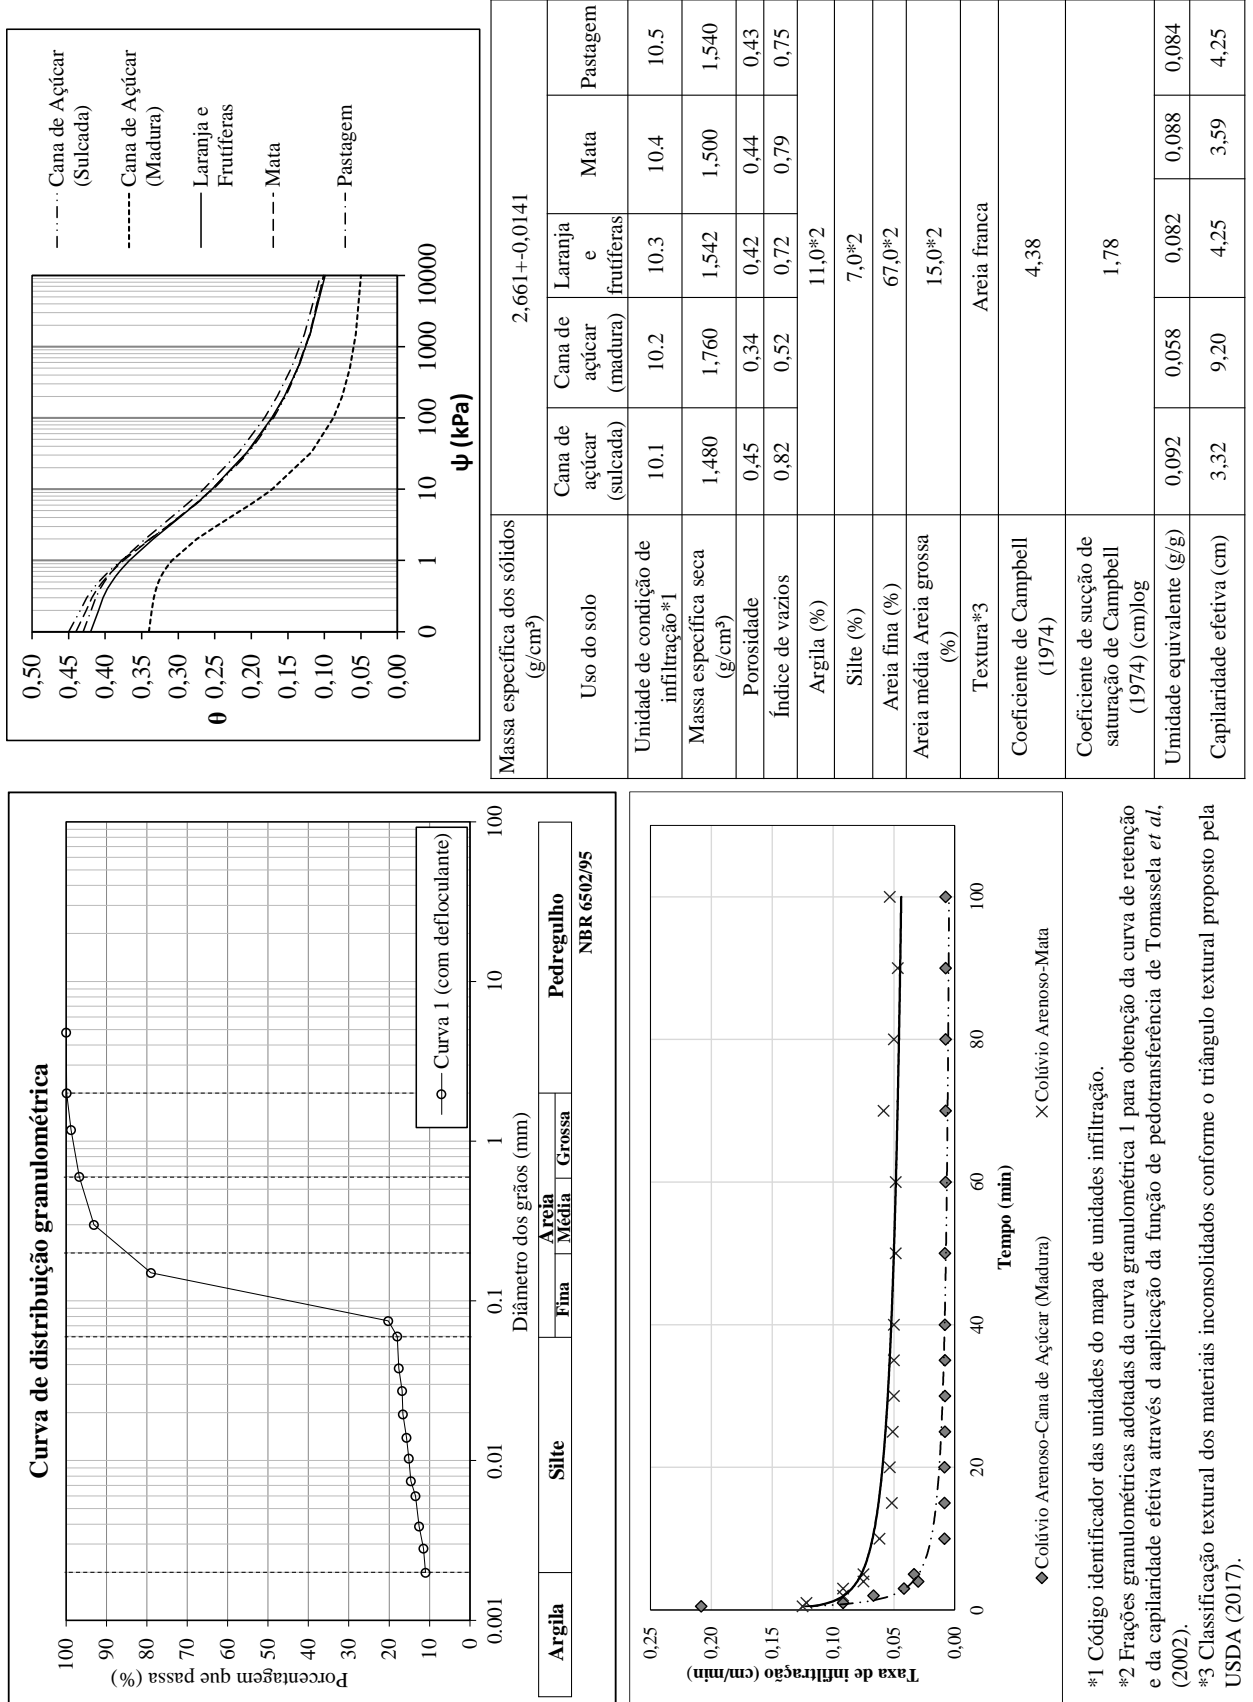 Curva de distribuição granulométrica
Porcentagem que passa (%)
100
90
80
70
60
50
40
30
20
10
0
0.001
0.01
0.1
1
10
100
Diâmetro dos grãos (mm)
Curva 1 (com defloculante)
Argila
Silte
Areia
Fina
Média
Grossa
Pedregulho
NBR 6502/95
θ
0,50
0,45
0,40
0,35
0,30
0,25
0,20
0,15
0,10
0,05
0,00
0
1
10
100
1000
10000
ψ (kPa)
Cana de Açúcar
(Sulcada)
Cana de Açúcar
(Madura)
Laranja e
Frutíferas
Mata
Pastagem
Taxa de infiltração (cm/min)
0,25
0,20
0,15
0,10
0,05
0,00
0
20
40
60
80
100
Tempo (min)
Colúvio Arenoso-Cana de Açúcar (Madura)
Colúvio Arenoso-Mata
Massa específica dos sólidos
(g/cm³)
2,661+-0,0141
Uso do solo
Cana de
açúcar
(sulcada)
Cana de
açúcar
(madura)
Laranja
e
frutíferas
Mata
Pastagem
Unidade de condição de
infiltração*1
10.1
10.2
10.3
10.4
10.5
Massa específica seca
(g/cm³)
1,480
1,760
1,542
1,500
1,540
Porosidade
0,45
0,34
0,42
0,44
0,43
Índice de vazios
0,82
0,52
0,72
0,79
0,75
Argila (%)
11,0*2
Silte (%)
7,0*2
Areia fina (%)
67,0*2
Areia média Areia grossa
(%)
15,0*2
Textura*3
Areia franca
Coeficiente de Campbell
(1974)
4,38
Coeficiente de sucção de
saturação de Campbell
(1974) (cm)log
1,78
Umidade equivalente (g/g)
0,092
0,058
0,082
0,088
0,084
Capilaridade efetiva (cm)
3,32
9,20
4,25
3,59
4,25
*1 Código identificador das unidades do mapa de unidades infiltração.
*2 Frações granulométricas adotadas da curva granulométrica 1 para obtenção da curva de retenção
e da capilaridade efetiva através d aaplicação da função de pedotransferência de Tomassela et al,
(2002).
*3 Classificação textural dos materiais inconsolidados conforme o triângulo textural proposto pela
USDA (2017).